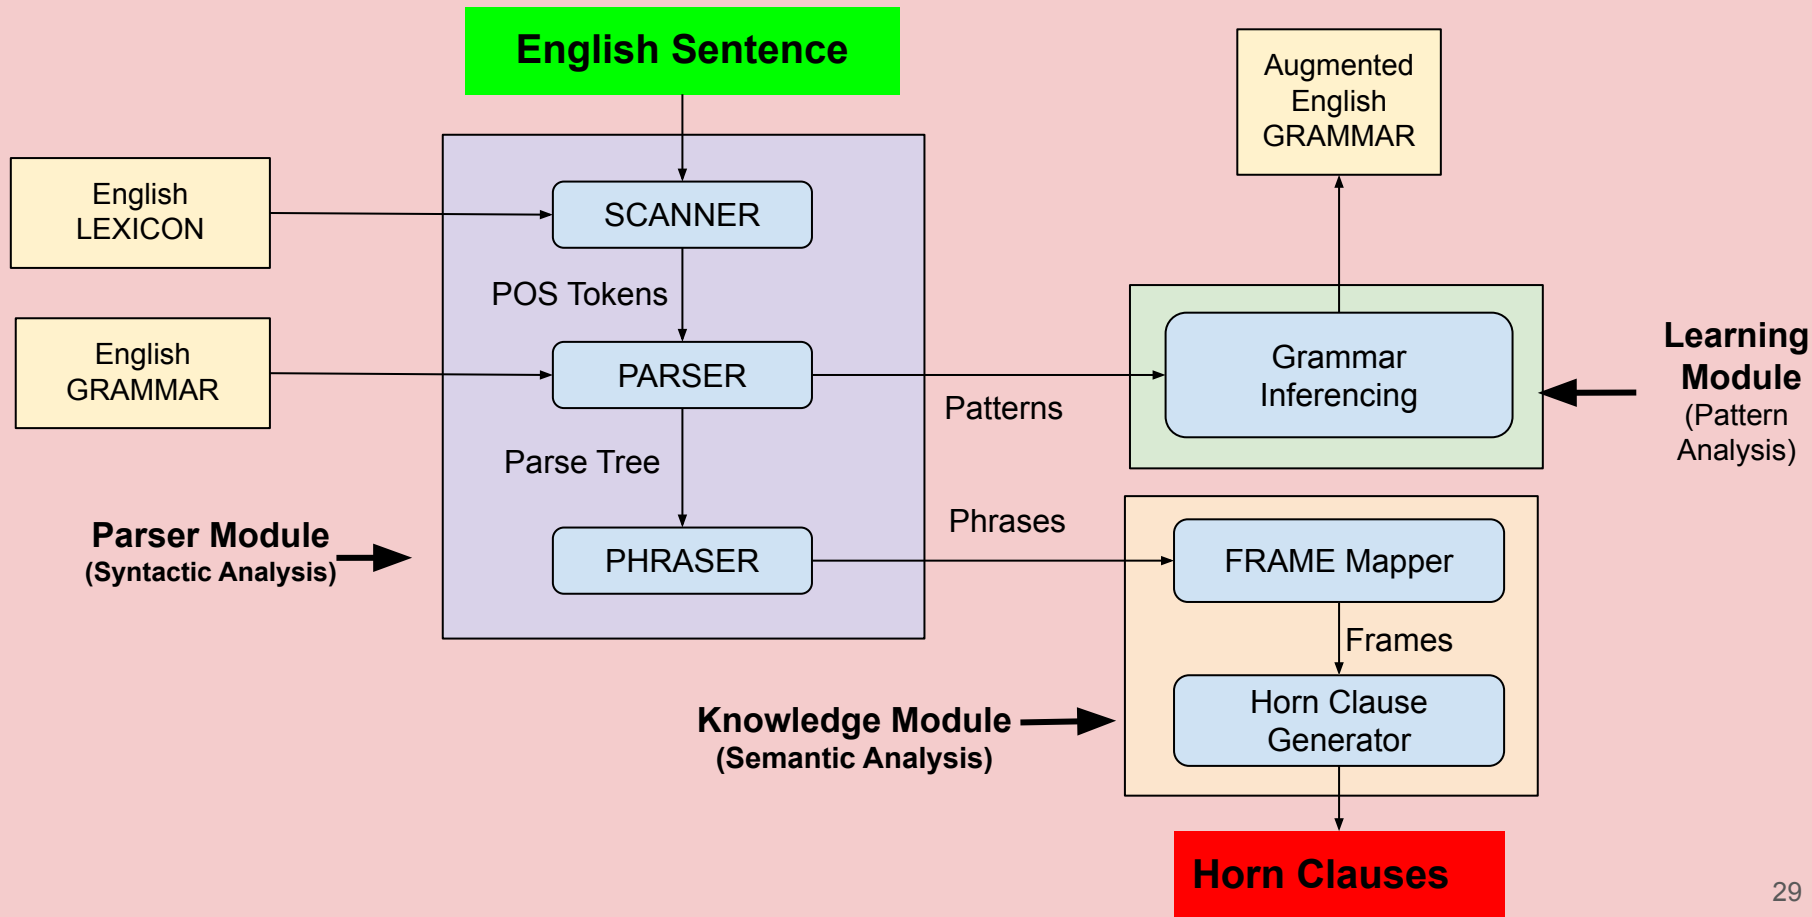 English Sentence
Augmented
English
GRAMMAR
English
LEXICON
SCANNER
POS Tokens
English
GRAMMAR
PARSER
Patterns
Grammar
Inferencing
Learning
Module
(Pattern
Analysis)
Parse Tree
Parser Module
(Syntactic Analysis)
PHRASER
Phrases
FRAME Mapper
Frames
Knowledge Module
(Semantic Analysis)
Horn Clause
Generator
Horn Clauses
29